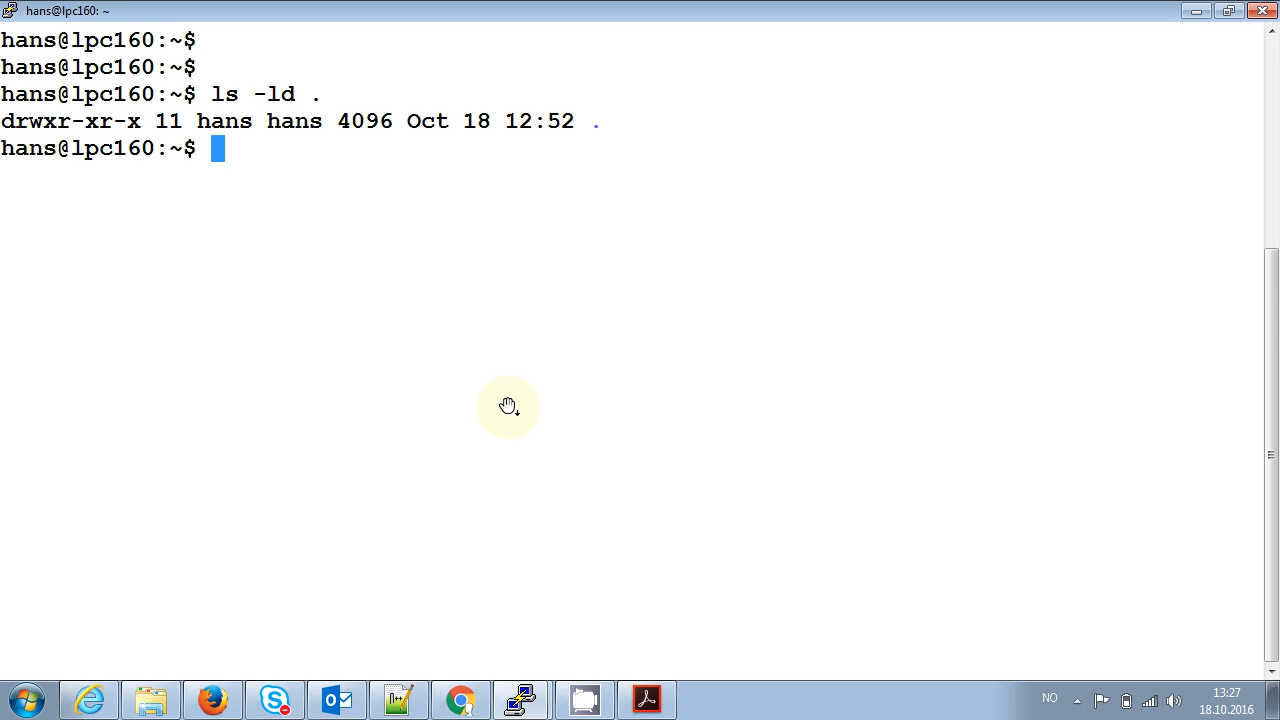 hans@lpc160: ~
hans@lpc160:~$
hans@lpc160:~$
hans@lpc160:~$ ls -ld .
drwxr-xr-x 11 hans hans 4096 Oct 18 12:52 .
hans@lpc160:~$
NO
13:27
18.10.2016